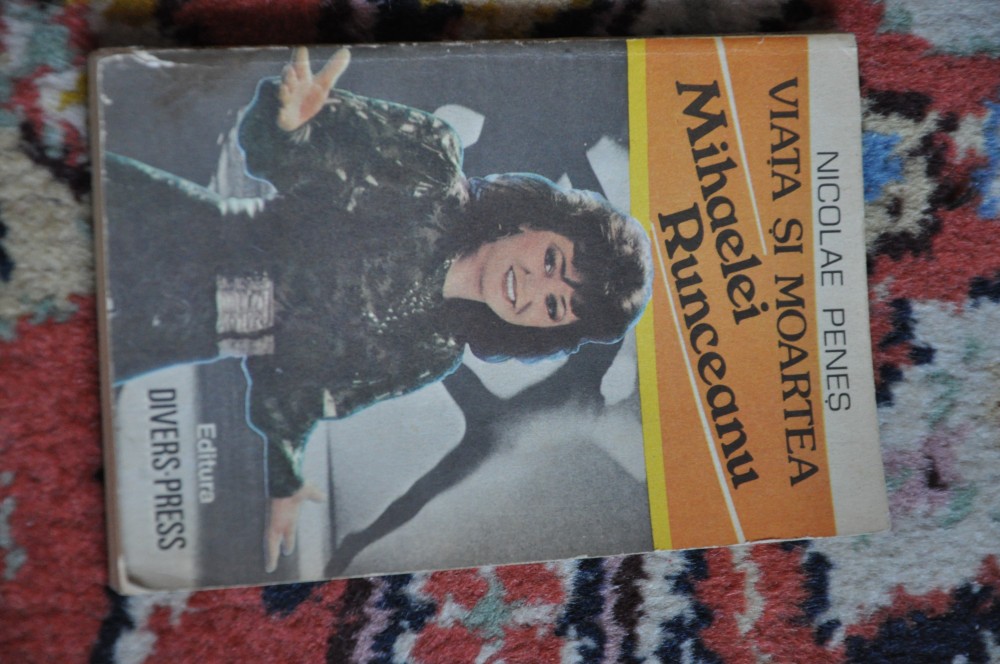 NICOLAE PENEȘ
VIAȚA ȘI MOARTEA
Mihaelei
Runceanu
Editura
DIVERS-PRESS